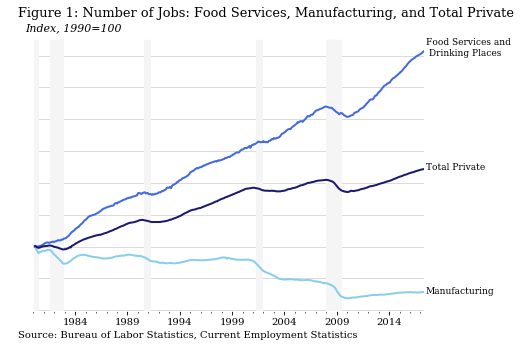 Figure 1: Number of Jobs: Food Services, Manufacturing, and Total Private
Index, 1990=100
Food Services and
Drinking Places
Total Private
Manufacturing
1984 1989 1994 1999 2004 2009 2014
Source: Bureau of Labor Statistics, Current Employment Statistics